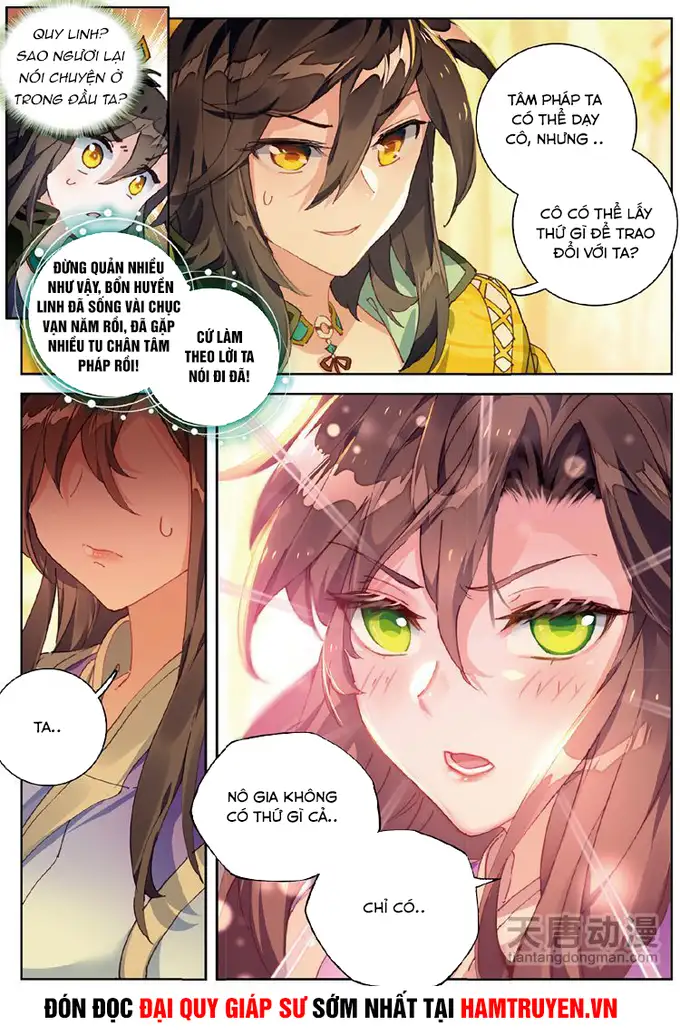 QUY LINH?
SAO NGƯƠI LẠI
NÓI CHUYỆN Ở
TRONG ĐẦU TA?
TÂM PHÁP TA
CÓ THỂ DẠY
CÔ, NHƯNG ..
CÔ CÓ THỂ LẤY
THỨ GÌ ĐỂ TRAO
ĐỔI VỚI TA?
ĐỪNG QUẢN NHIỀU
NHƯ VẬY, BỔN HUYỀN
LINH ĐÃ SỐNG VÀI CHỤC
VẠN NĂM RỒI, ĐÃ GẶP
NHIỀU TU CHÂN TÂM
PHÁP RỒI!
CỨ LÀM
THEO LỜI TA
NÓI ĐI ĐÃ!
TA..
NÔ GIA KHÔNG
CÓ THỨ GÌ CẢ..
CHỈ CÓ..
天唐动漫
tiantangdongman.com
ĐÓN ĐỌC ĐẠI QUY GIÁP SƯ SỚM NHẤT TẠI HAMTRUYEN.VN